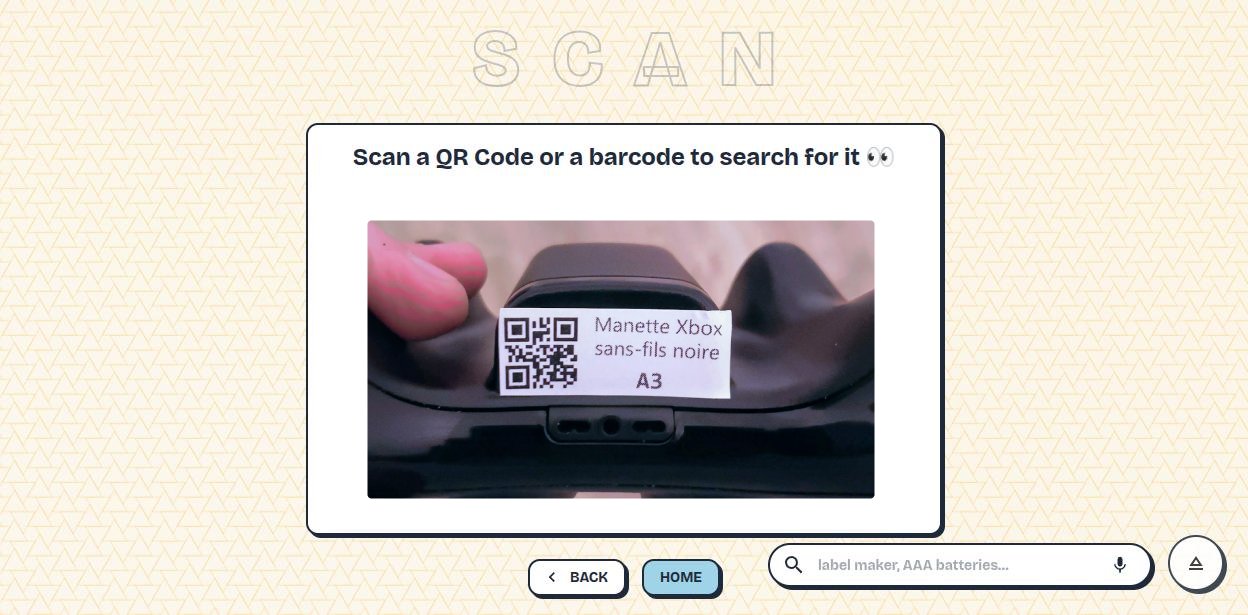 SCAN
Scan a QR Code or a barcode to search for it 👀
Manette Xbox
sans-fils noire
A3
BACK
HOME
label maker, AAA batteries...